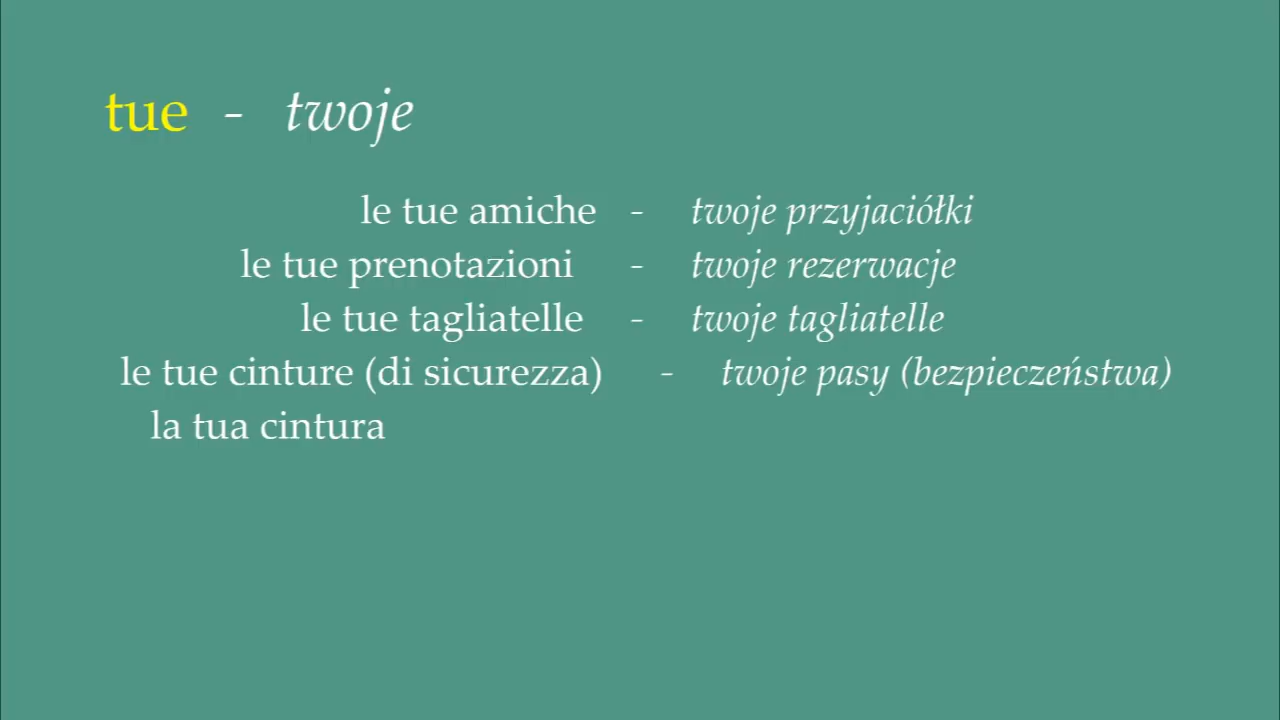 tue - twoje
le tue amiche - twoje przyjaciółki
le tue prenotazioni - twoje rezerwacje
le tue tagliatelle - twoje tagliatelle
le tue cinture (di sicurezza) - twoje pasy (bezpieczeństwa)
la tua cintura